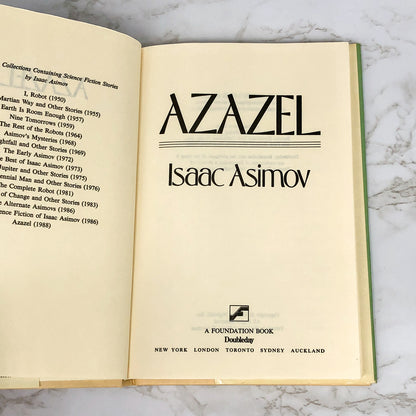 Collections Containing Science Fiction Stories
by Isaac Asimov
I, Robot (1950)
Martian Way and Other Stories (1955)
Earth Is Room Enough (1957)
Nine Tomorrows (1959)
The Rest of the Robots (1964)
Asimov's Mysteries (1968)
and Other Stories (1969)
The Early Asimov (1972)
Best of Isaac Asimov (1973)
Jupiter and Other Stories (1975)
Man and Other Stories (1976)
The Complete Robot (1981)
of Change and Other Stories (1983)
Alternate Asimovs (1986)
Science Fiction of Isaac Asimov (1986)
Azazel (1988)
AZAZEL
Isaac Asimov
F
A FOUNDATION BOOK
Doubleday
NEW YORK LONDON TORONTO SYDNEY AUCKLAND